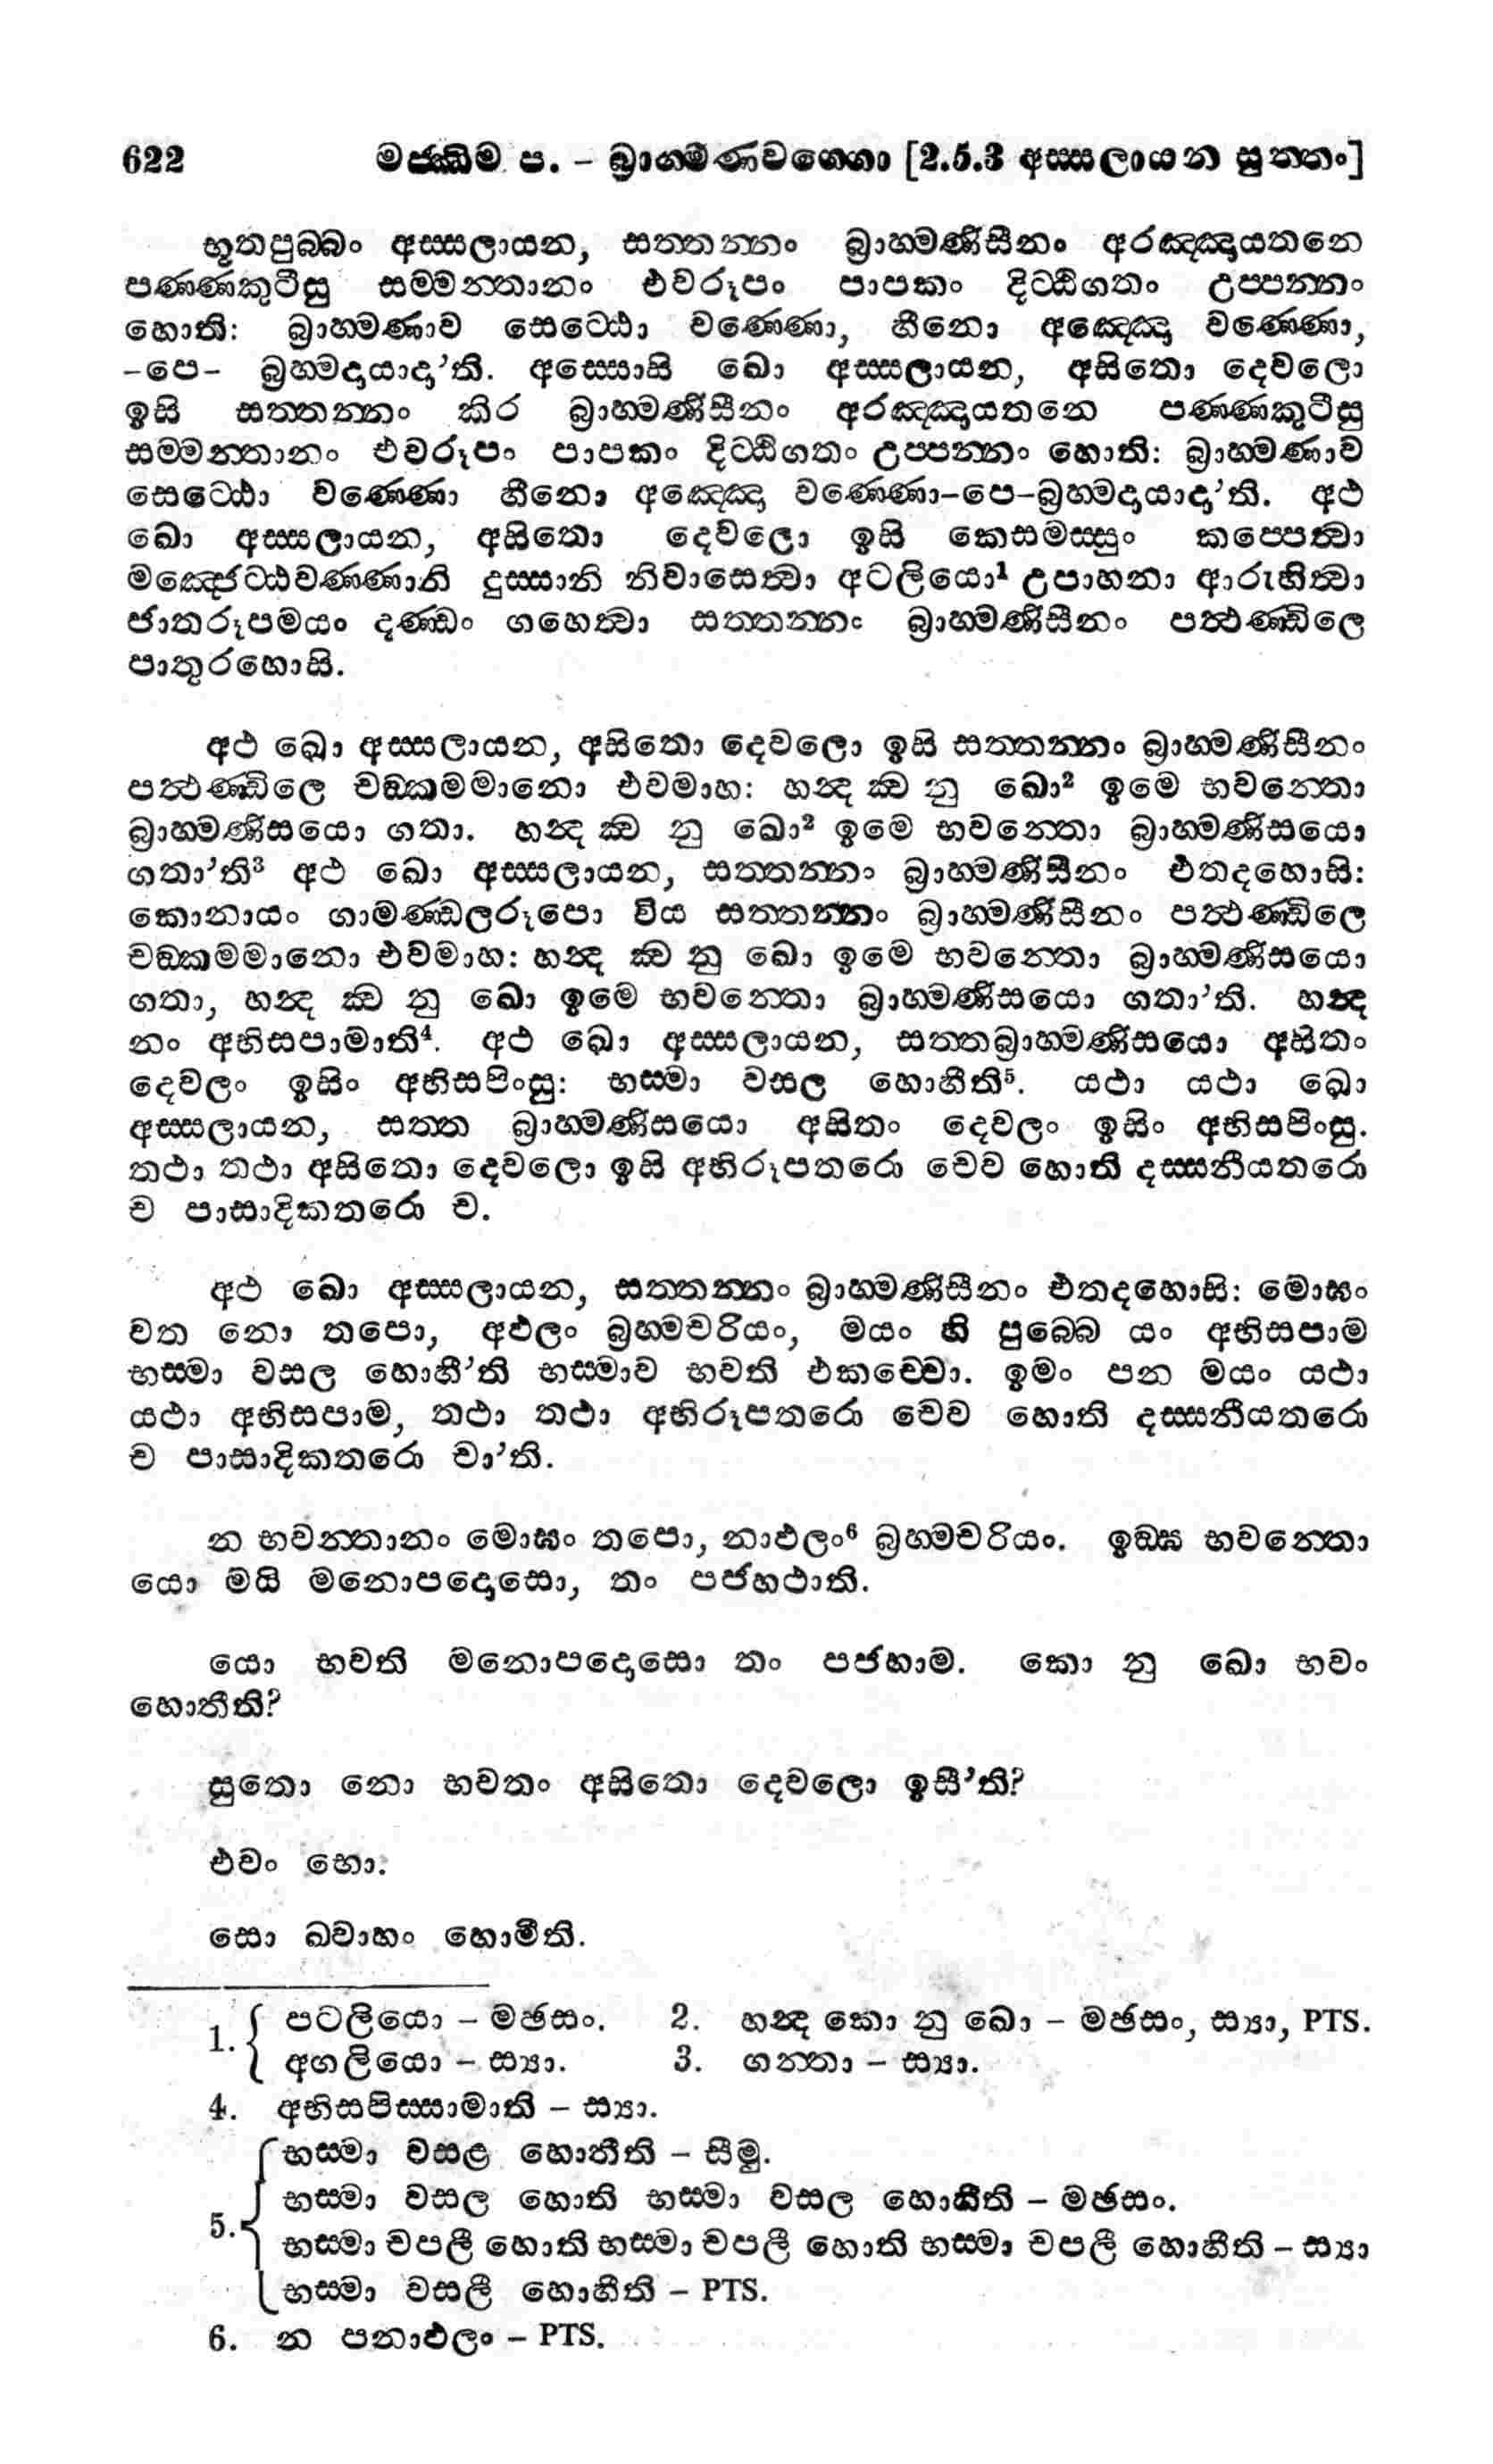 622 මජ්ඣිම ප. – බ්‍රාහ්මණවග්ගො [2.5.3 අස්සලායන සුත්තං]
භූතපුබ්බං අස්සලායන, සත්තන්නං බ්‍රාහ්මණිසීනං අරඤ්ඤායතනෙ
පණ්ණකුටීසු සම්මන්තානං එවරූපං පාපකං දිට්ඨිගතං උප්පන්නං
හොති: බ්‍රාහ්මණාව සෙට්ඨො වණ්ණො, හීනො අඤ්ඤො වණ්ණො,
-පෙ- බ්‍රහ්මදායාදා’ති. අස්සොසි ඛො අස්සලායන, අසිතො දෙවලො
ඉසි සත්තන්නං කිර බ්‍රාහ්මණිසීනං අරඤ්ඤායතනෙ පණ්ණකුටීසු
සම්මන්තානං එවරූපං පාපකං දිට්ඨිගතං උප්පන්නං හොති: බ්‍රාහ්මණාව
සෙට්ඨො වණ්ණො හීනො අඤ්ඤො වණ්ණො-පෙ-බ්‍රහ්මදායාදා’ති. අථ
ඛො අස්සලායන, අසිතො දෙවලො ඉසි කෙසමස්සුං කප්පෙත්වා
මඤ්ජෙට්ඨවණ්ණානි දුස්සානි නිවාසෙත්වා අටලියො¹ උපාහනා ආරුහිත්වා
ජාතරූපමයං දණ්ඩං ගහෙත්වා සත්තන්නං බ්‍රාහ්මණිසීනං පත්ථණ්ඩිලෙ
පාතුරහොසි.
අථ ඛො අස්සලායන, අසිතො දෙවලො ඉසි සත්තන්නං බ්‍රාහ්මණිසීනං
පත්ථණ්ඩිලෙ චඞ්කමමානො එවමාහ: හන්ද ක්ව නු ඛො² ඉමෙ භවන්තො
බ්‍රාහ්මණිසයො ගතා. හන්ද ක්ව නු ඛො² ඉමෙ භවන්තො බ්‍රාහ්මණිසයො
ගතා’ති³ අථ ඛො අස්සලායන, සත්තන්නං බ්‍රාහ්මණිසීනං එතදහොසි:
කොනායං ගාමණ්ඩලරූපො විය සත්තන්නං බ්‍රාහ්මණිසීනං පත්ථණ්ඩිලෙ
චඞ්කමමානො එවමාහ: හන්ද ක්ව නු ඛො ඉමෙ භවන්තො බ්‍රාහ්මණිසයො
ගතා, හන්ද ක්ව නු ඛො ඉමෙ භවන්තො බ්‍රාහ්මණිසයො ගතා’ති. හන්ද
නං අභිසපාමාති⁴. අථ ඛො අස්සලායන, සත්තබ්‍රාහ්මණිසයො අසිතං
දෙවලං ඉසිං අභිසපිංසු: භස්මා වසල හොහීති⁵. යථා යථා ඛො
අස්සලායන, සත්ත බ්‍රාහ්මණිසයො අසිතං දෙවලං ඉසිං අභිසපිංසු.
තථා තථා අසිතො දෙවලො ඉසි අභිරූපතරො චෙව හොති දස්සනීයතරො
ච පාසාදිකතරො ච.
අථ ඛො අස්සලායන, සත්තන්නං බ්‍රාහ්මණිසීනං එතදහොසි: මොඝං
වත නො තපො, අඵලං බ්‍රහ්මචරියං, මයං හි පුබ්බෙ යං අභිසපාම
භස්මා වසල හොහී’ති භස්මාව භවති එකච්චො. ඉමං පන මයං යථා
යථා අභිසපාම, තථා තථා අභිරූපතරො චෙව හොති දස්සනීයතරො
ච පාසාදිකතරො චා’ති.
න භවන්තානං මොඝං තපො, නාඵලං⁶ බ්‍රහ්මචරියං. ඉඞ්ඝ භවන්තො
යො මයි මනොපදොසො, තං පජහථාති.
යො භවති මනොපදොසො තං පජහාම. කො නු ඛො භවං
හොතීති?
සුතො නො භවතං අසිතො දෙවලො ඉසී’ති?
එවං භො.
සො ඛ්වාහං හොමීති.
1. { පටලියො – මඡසං. 2. හන්ද කො නු ඛො – මඡසං, ස්‍යා, PTS.
අගලියො – ස්‍යා. 3. ගන්තා – ස්‍යා.
4. අභිසපිස්සාමාති – ස්‍යා.
භස්මා වසළ හොතීති – සීමු.
භස්මා වසල හොති භස්මා වසල හොහීති – මඡසං.
5. { භස්මා චපලී හොති භස්මා චපලී හොති භස්මා චපලී හොහීති – ස්‍යා
භස්මා වසලී හොහීති – PTS.
6. න පනාඵලං – PTS.